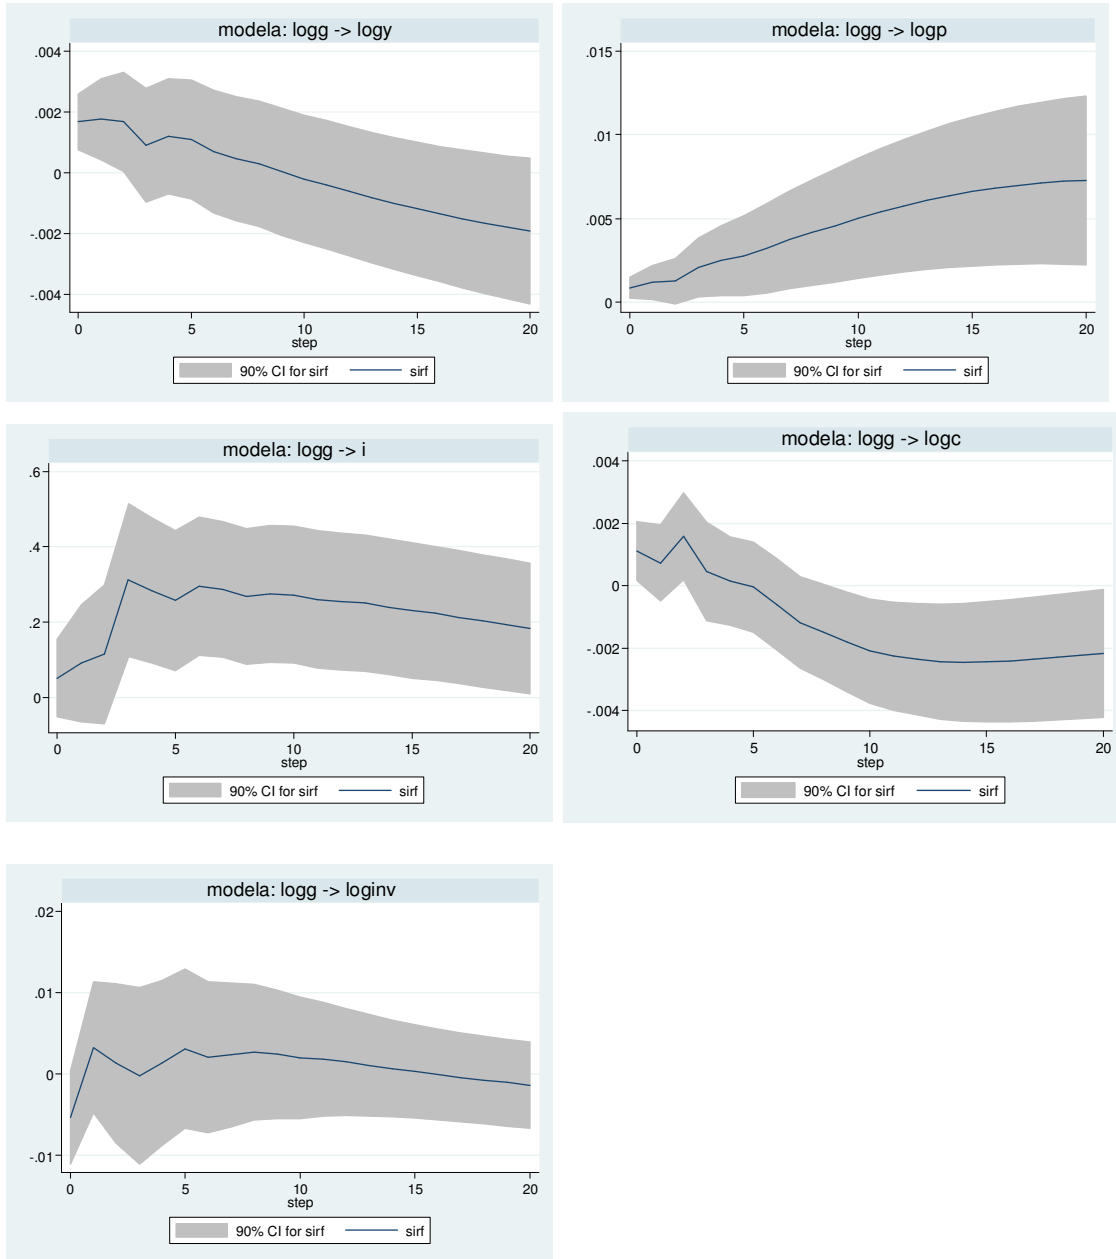 modela: logg -> logy
.004
.002
0
-.002
-.004
0 5 10 15 20
step
90% CI for sirf sirf
modela: logg -> logp
.015
.01
.005
0
0 5 10 15 20
step
90% CI for sirf sirf
modela: logg -> i
.6
.4
.2
0
0 5 10 15 20
step
90% CI for sirf sirf
modela: logg -> logc
.004
.002
0
-.002
-.004
0 5 10 15 20
step
90% CI for sirf sirf
modela: logg -> loginv
.02
.01
0
-.01
0 5 10 15 20
step
90% CI for sirf sirf